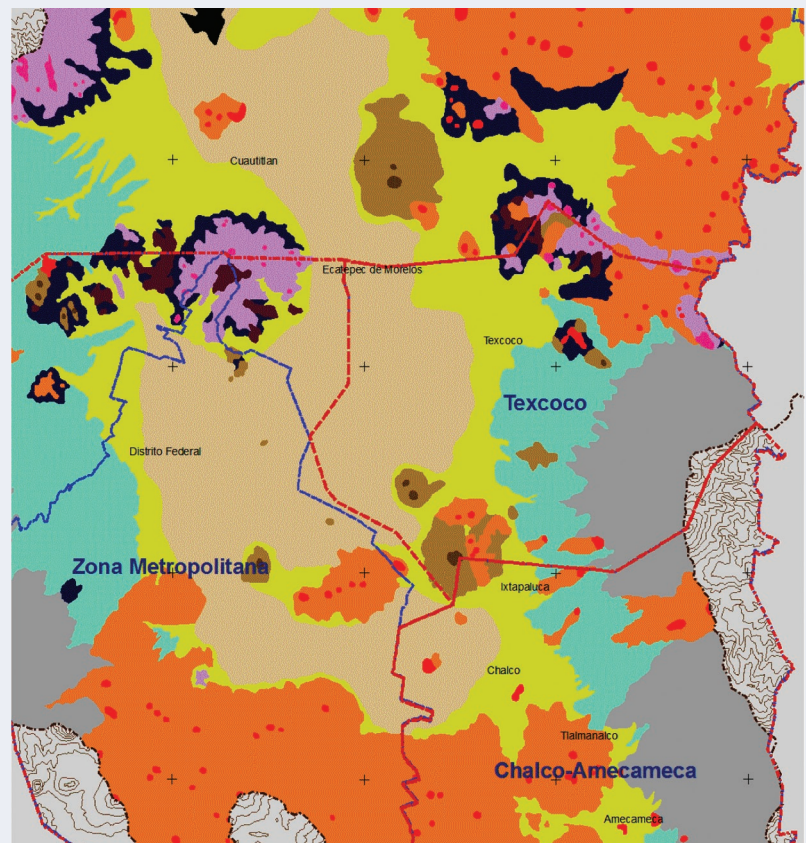 Cuautitlan
Ecatepec de Morelos
Texcoco
Texcoco
Distrito Federal
Zona Metropolitana
Ixtapaluca
Chalco
Tlalmanalco
Chalco-Amecameca
Amecameca